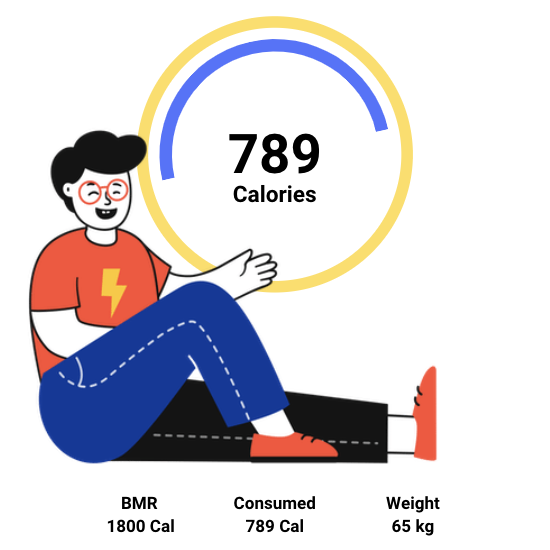 789
Calories
BMR
1800 Cal
Consumed
789 Cal
Weight
65 kg